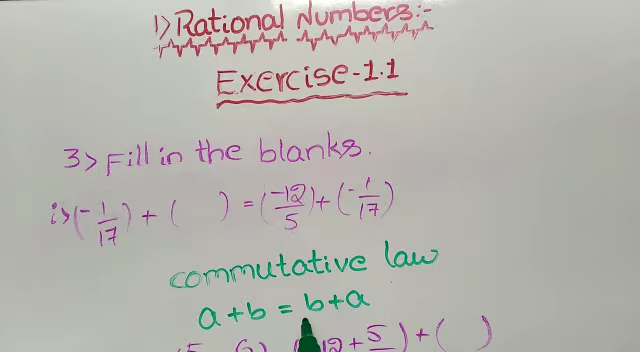 1) Rational Numbers:-
Exercise-1.1
3> Fill in the blanks.
i>(-1/17) + ( ) = (-12/5) + (-1/17)
commutative law
a+b = b+a
12 + 5 ) + ( )